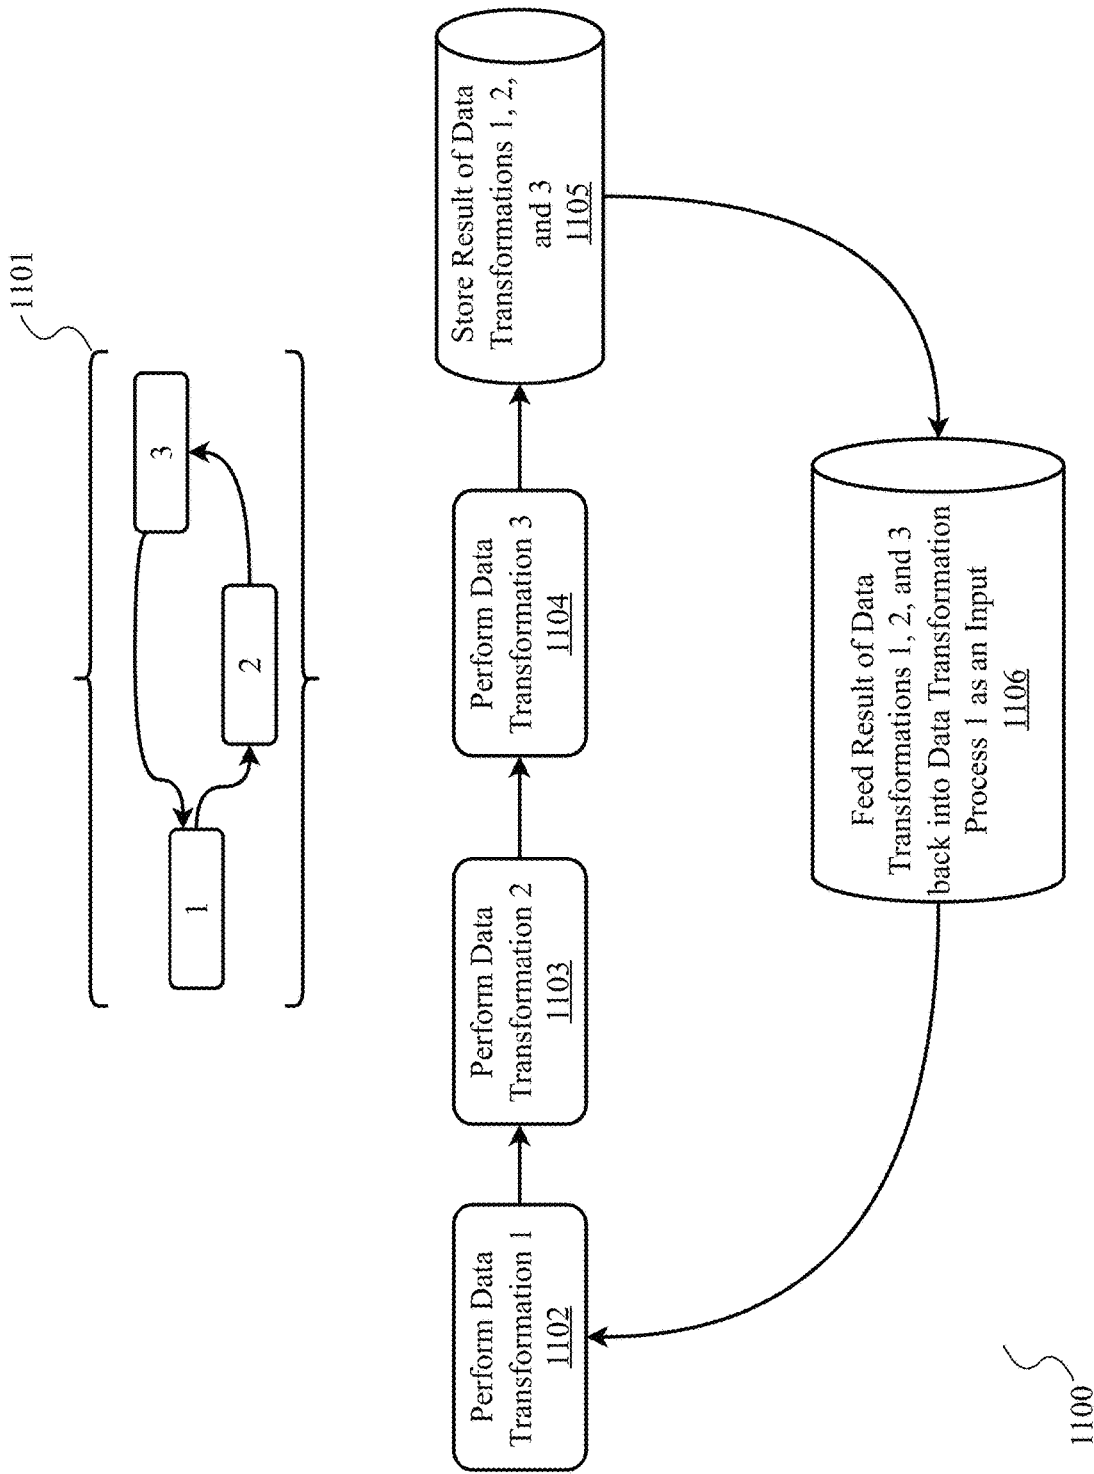 1101
1
2
3
Perform Data
Transformation 1
1102
Perform Data
Transformation 2
1103
Perform Data
Transformation 3
1104
Store Result of Data
Transformations 1, 2,
and 3
1105
Feed Result of Data
Transformations 1, 2, and 3
back into Data Transformation
Process 1 as an Input
1106
1100